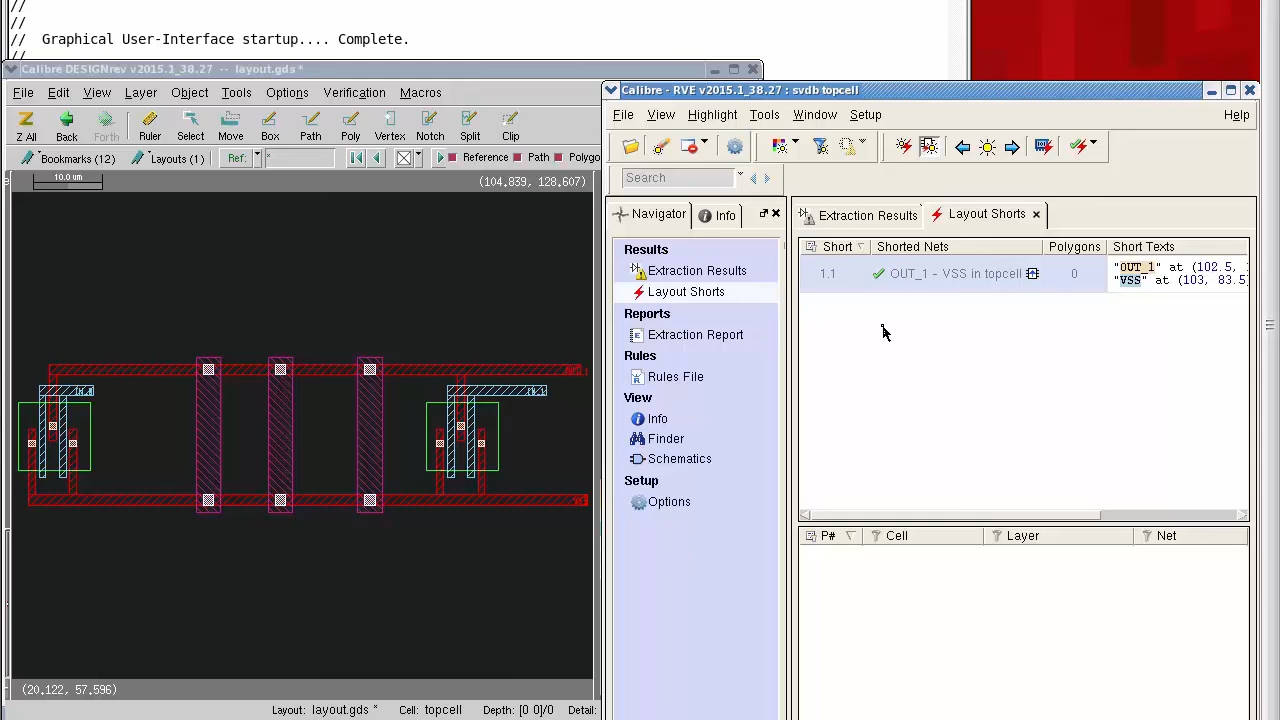 //
//
// Graphical User-Interface startup.... Complete.
//
Calibre DESIGNrev v2015.1_38.27 -- layout.gds *
File Edit View Layer Object Tools Options Verification Macros
Z All Back Forth Ruler Select Move Box Path Poly Vertex Notch Split Clip
Bookmarks (12) Layouts (1) Ref: * Reference Path Polygo
10.0 um
(104.839, 128.607)
(20.122, 57.596)
Layout: layout.gds * Cell: topcell Depth: [0 0]/0 Detail:
Calibre - RVE v2015.1_38.27 : svdb topcell
File View Highlight Tools Window Setup Help
Search
Navigator Info
Results
Extraction Results
Layout Shorts
Reports
Extraction Report
Rules
Rules File
View
Info
Finder
Schematics
Setup
Options
Extraction Results Layout Shorts
Short Shorted Nets Polygons Short Texts
1.1 OUT_1 - VSS in topcell 0 "OUT_1" at (102.5,
"VSS" at (103, 83.5
P# Cell Layer Net